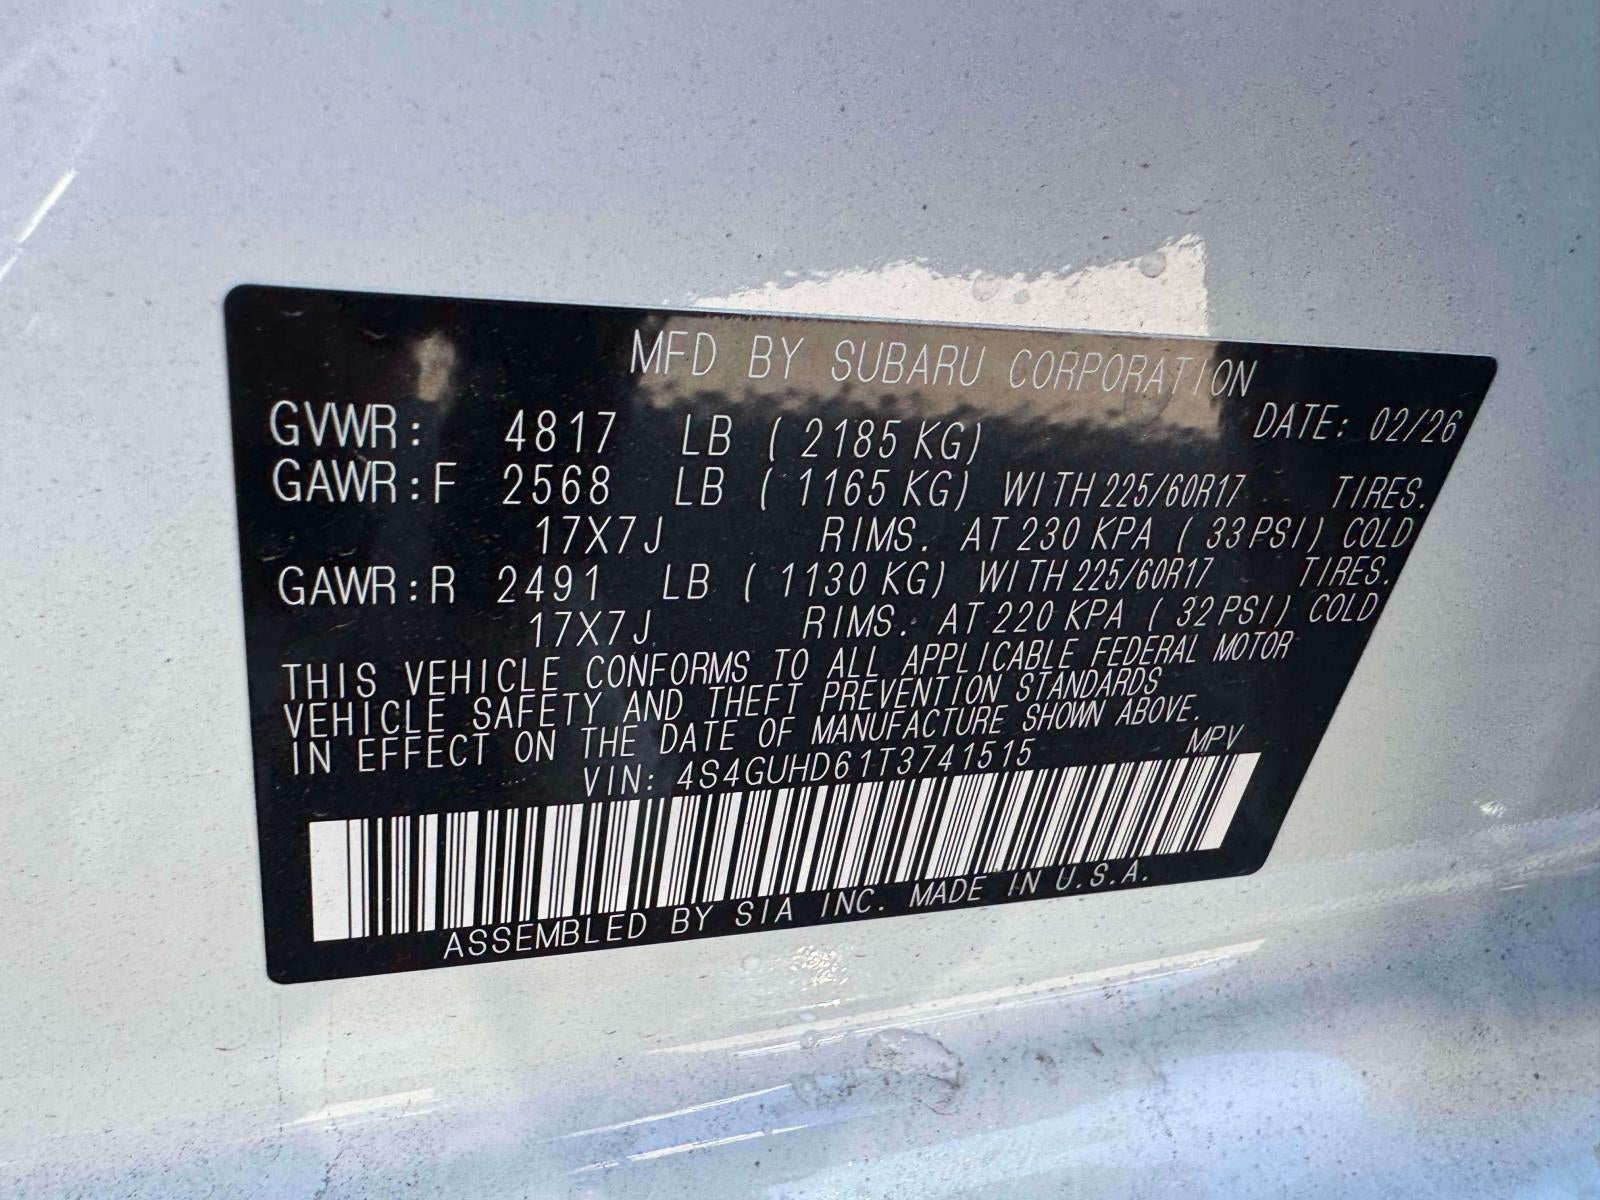 MFD BY SUBARU CORPORATION
GVWR: 4817 LB (2185 KG) DATE: 02/26
GAWR:F 2568 LB (1165 KG) WITH 225/60R17 TIRES.
17X7J RIMS. AT 230 KPA (33 PSI) COLD
GAWR:R 2491 LB (1130 KG) WITH 225/60R17 TIRES.
17X7J RIMS. AT 220 KPA (32 PSI) COLD
THIS VEHICLE CONFORMS TO ALL APPLICABLE FEDERAL MOTOR
VEHICLE SAFETY AND THEFT PREVENTION STANDARDS
IN EFFECT ON THE DATE OF MANUFACTURE SHOWN ABOVE.
VIN: 4S4GUHD61T3741515 MPV
ASSEMBLED BY SIA INC. MADE IN U.S.A.